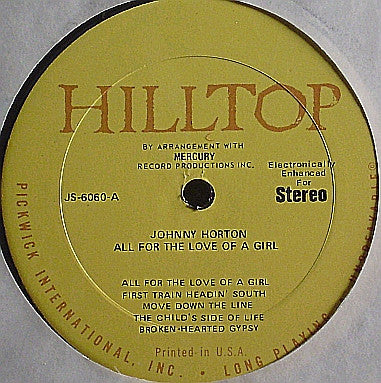 HILLTOP
BY ARRANGEMENT WITH
MERCURY
RECORD PRODUCTIONS INC.
Electronically
Enhanced
For
Stereo
JS-6060-A
JOHNNY HORTON
ALL FOR THE LOVE OF A GIRL
ALL FOR THE LOVE OF A GIRL
FIRST TRAIN HEADIN' SOUTH
MOVE DOWN THE LINE
THE CHILD'S SIDE OF LIFE
BROKEN-HEARTED GYPSY
Printed in U.S.A.
PICKWICK INTERNATIONAL, INC. • LONG PLAYING